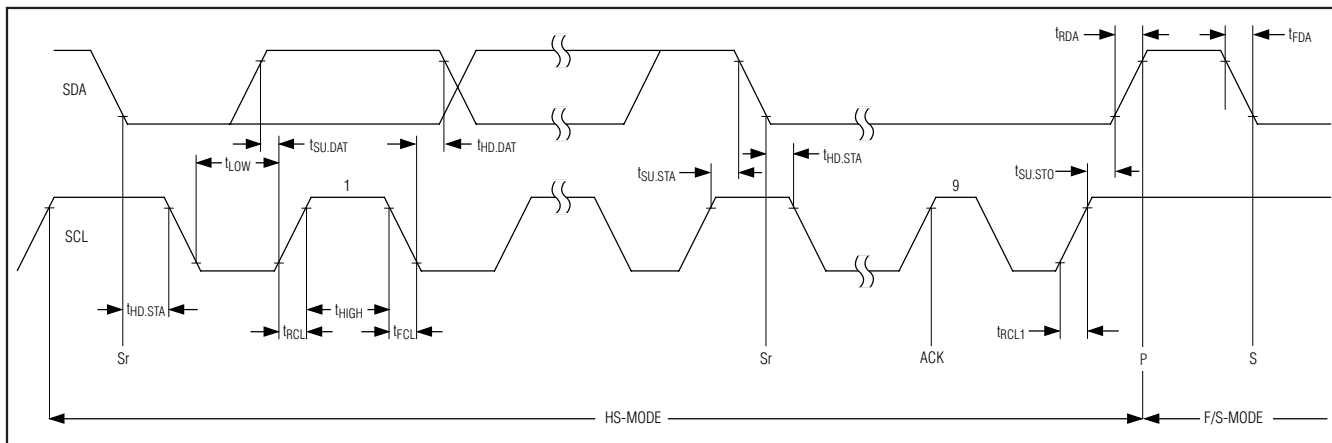 tRDA
tFDA
SDA
tSU.DAT
tHD.DAT
tLOW
tHD.STA
tSU.STA
tSU.STO
1
9
SCL
tHD.STA
tRCL
tHIGH
tFCL
tRCL1
Sr
Sr
ACK
P
S
HS-MODE
F/S-MODE